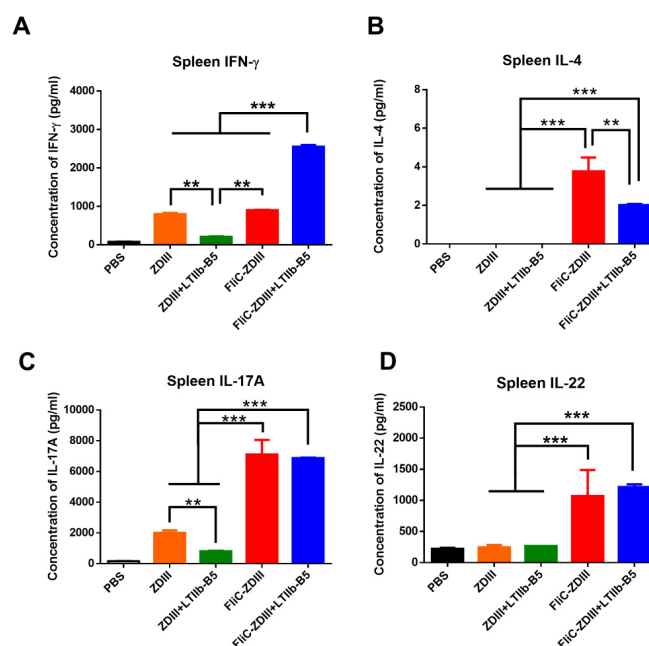 A
Spleen IFN-γ
Concentration of IFN-γ (pg/ml)
4000
3000
2000
1000
0
***
**
**
PBS
ZDIII
ZDIII+LTIIb-B5
FliC-ZDIII
FliC-ZDIII+LTIIb-B5
B
Spleen IL-4
Concentration of IL-4 (pg/ml)
8
6
4
2
0
***
***
**
PBS
ZDIII
ZDIII+LTIIb-B5
FliC-ZDIII
FliC-ZDIII+LTIIb-B5
C
Spleen IL-17A
Concentration of IL-17A (pg/ml)
10000
8000
6000
4000
2000
0
***
***
**
PBS
ZDIII
ZDIII+LTIIb-B5
FliC-ZDIII
FliC-ZDIII+LTIIb-B5
D
Spleen IL-22
Concentration of IL-22 (pg/ml)
2500
2000
1500
1000
500
0
***
***
PBS
ZDIII
ZDIII+LTIIb-B5
FliC-ZDIII
FliC-ZDIII+LTIIb-B5